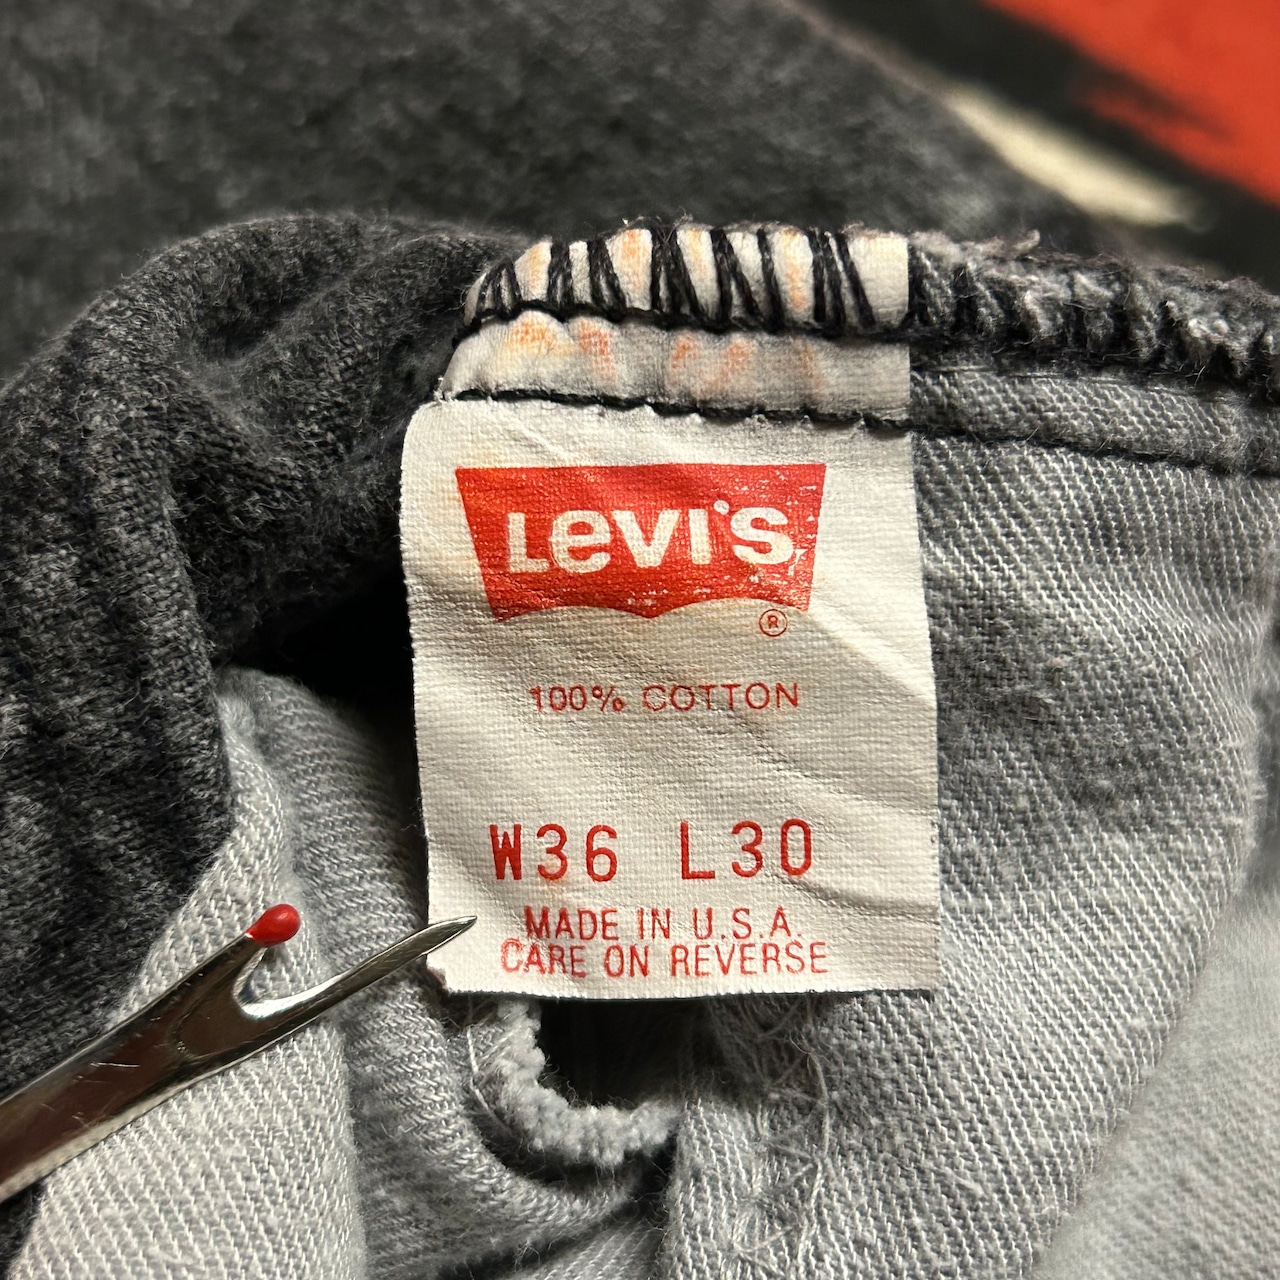 Levi's
®
100% COTTON
W36 L30
MADE IN U.S.A.
CARE ON REVERSE